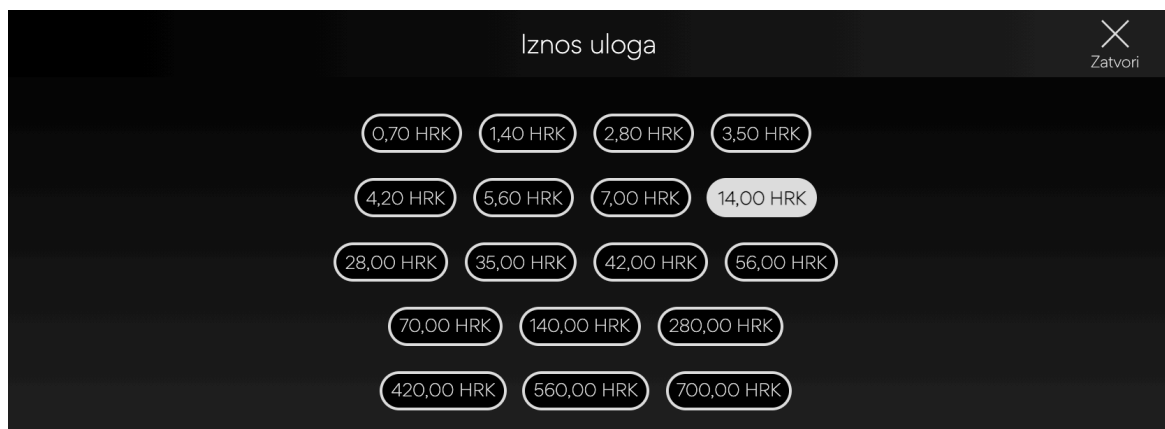 Iznos uloga
Zatvori
0,70 HRK 1,40 HRK 2,80 HRK 3,50 HRK
4,20 HRK 5,60 HRK 7,00 HRK 14,00 HRK
28,00 HRK 35,00 HRK 42,00 HRK 56,00 HRK
70,00 HRK 140,00 HRK 280,00 HRK
420,00 HRK 560,00 HRK 700,00 HRK